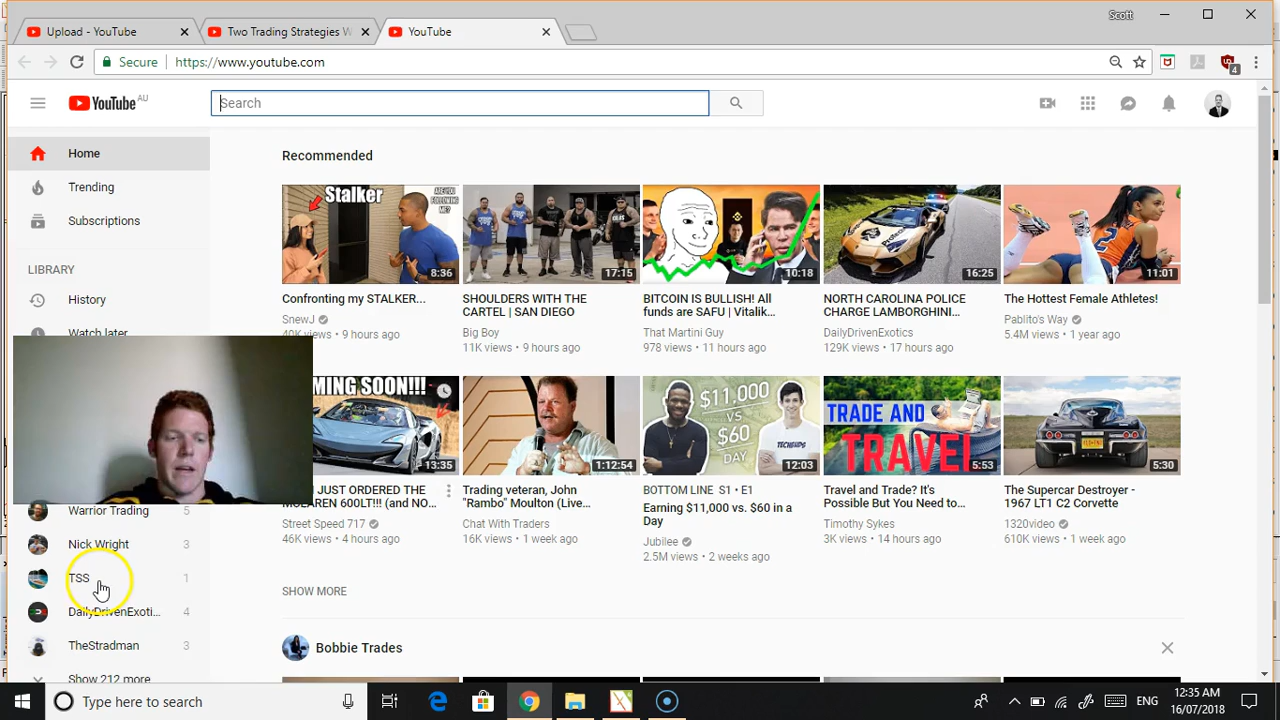 Scott
Upload - YouTube
Two Trading Strategies W
YouTube
Secure
https://www.youtube.com
4
YouTube AU
Search
Home
Trending
Subscriptions
LIBRARY
History
Watch later
Warrior Trading 5
Nick Wright 3
TSS 1
DailyDrivenExoti... 4
TheStradman 3
Show 212 more
Recommended
Stalker
ARE YOU
FOLLOWING
ME?
8:36
17:15
10:18
16:25
2
11:01
Confronting my STALKER...
SnewJ
40K views • 9 hours ago
SHOULDERS WITH THE
CARTEL | SAN DIEGO
Big Boy
11K views • 9 hours ago
BITCOIN IS BULLISH! All
funds are SAFU | Vitalik...
That Martini Guy
978 views • 11 hours ago
NORTH CAROLINA POLICE
CHARGE LAMBORGHINI...
DailyDrivenExotics
129K views • 17 hours ago
The Hottest Female Athletes!
Pablito's Way
5.4M views • 1 year ago
MING SOON!!!
13:35
1:12:54
$11,000
VS
$60
DAY
TECHLIDS
12:03
TRADE AND
TRAVEL
5:53
5:30
JUST ORDERED THE
MCLAREN 600LT!!! (and NO...
Street Speed 717
46K views • 4 hours ago
Trading veteran, John
"Rambo" Moulton (Live...
Chat With Traders
16K views • 1 week ago
BOTTOM LINE S1 • E1
Earning $11,000 vs. $60 in a
Day
Jubilee
2.5M views • 2 weeks ago
Travel and Trade? It's
Possible But You Need to...
Timothy Sykes
3K views • 14 hours ago
The Supercar Destroyer -
1967 LT1 C2 Corvette
1320video
610K views • 1 week ago
SHOW MORE
Bobbie Trades
Type here to search
ENG
12:35 AM
16/07/2018